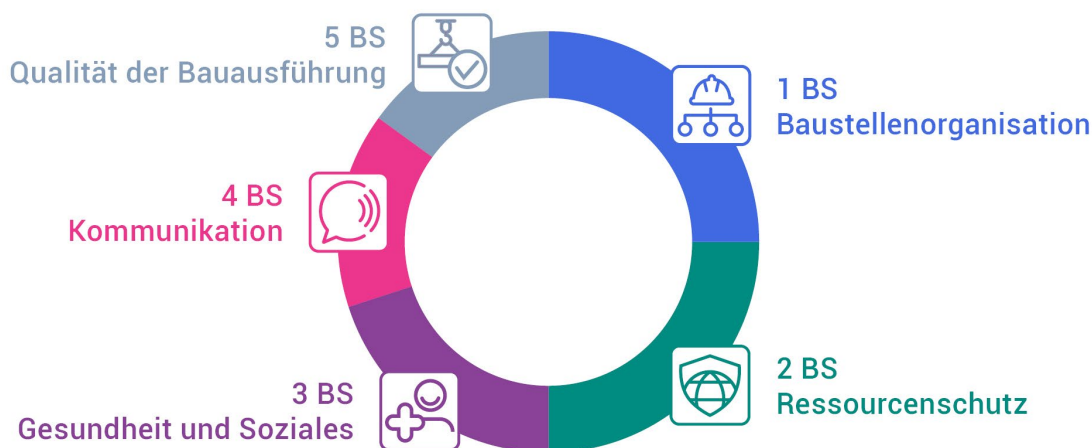 5 BS
Qualität der Bauausführung
1 BS
Baustellenorganisation
4 BS
Kommunikation
2 BS
Ressourcenschutz
3 BS
Gesundheit und Soziales